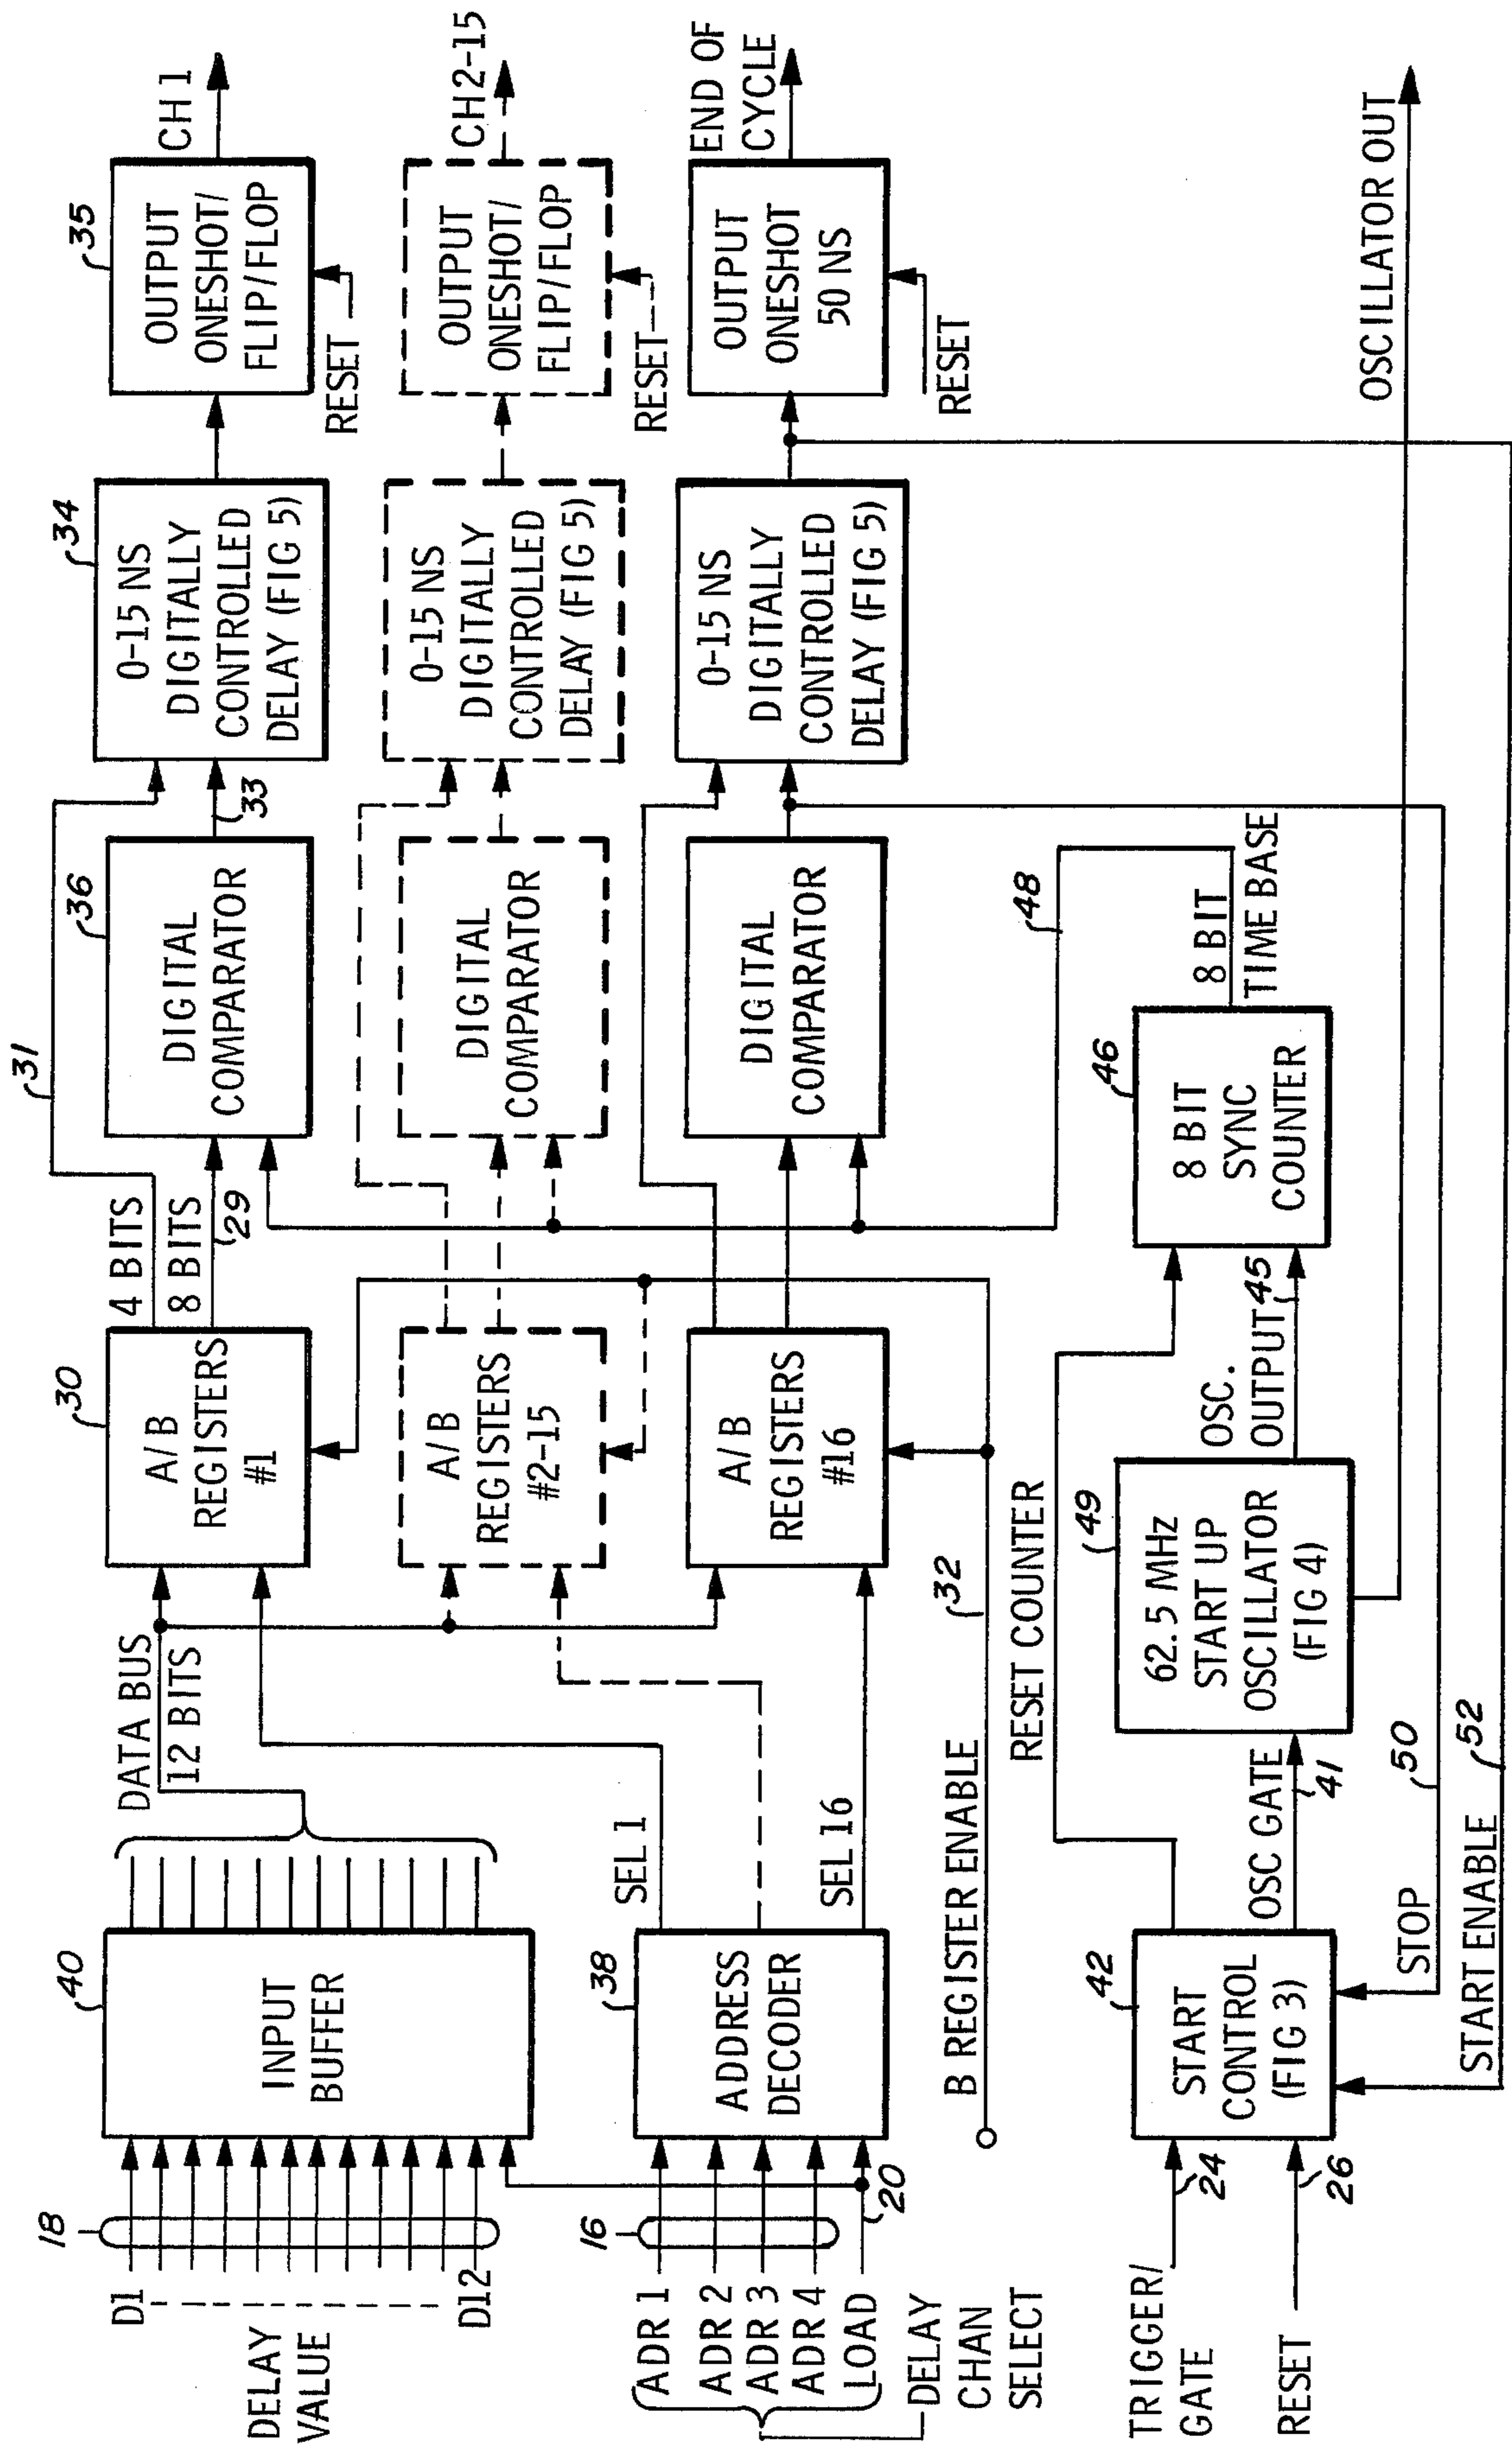 D1
DELAY
VALUE
D12
18
40
INPUT
BUFFER
DATA BUS
12 BITS
ADR 1
ADR 2
ADR 3
ADR 4
LOAD
DELAY
CHAN
SELECT
16
20
38
ADDRESS
DECODER
SEL 1
SEL 16
B REGISTER ENABLE
32
30
A/B
REGISTERS
#1
4 BITS
8 BITS
29
31
36
DIGITAL
COMPARATOR
33
34
0-15 NS
DIGITALLY
CONTROLLED
DELAY (FIG 5)
35
OUTPUT
ONESHOT/
FLIP/FLOP
RESET
CH 1
A/B
REGISTERS
#2-15
DIGITAL
COMPARATOR
0-15 NS
DIGITALLY
CONTROLLED
DELAY (FIG 5)
OUTPUT
ONESHOT/
FLIP/FLOP
RESET
CH2-15
A/B
REGISTERS
#16
DIGITAL
COMPARATOR
0-15 NS
DIGITALLY
CONTROLLED
DELAY (FIG 5)
OUTPUT
ONESHOT
50 NS
RESET
END OF
CYCLE
TRIGGER/
GATE
24
RESET
26
42
START
CONTROL
(FIG 3)
RESET COUNTER
OSC GATE
41
49
62.5 MHz
START UP
OSCILLATOR
(FIG 4)
OSC.
OUTPUT
45
46
8 BIT
SYNC
COUNTER
8 BIT
TIME BASE
48
OSCILLATOR OUT
STOP
50
START ENABLE
52